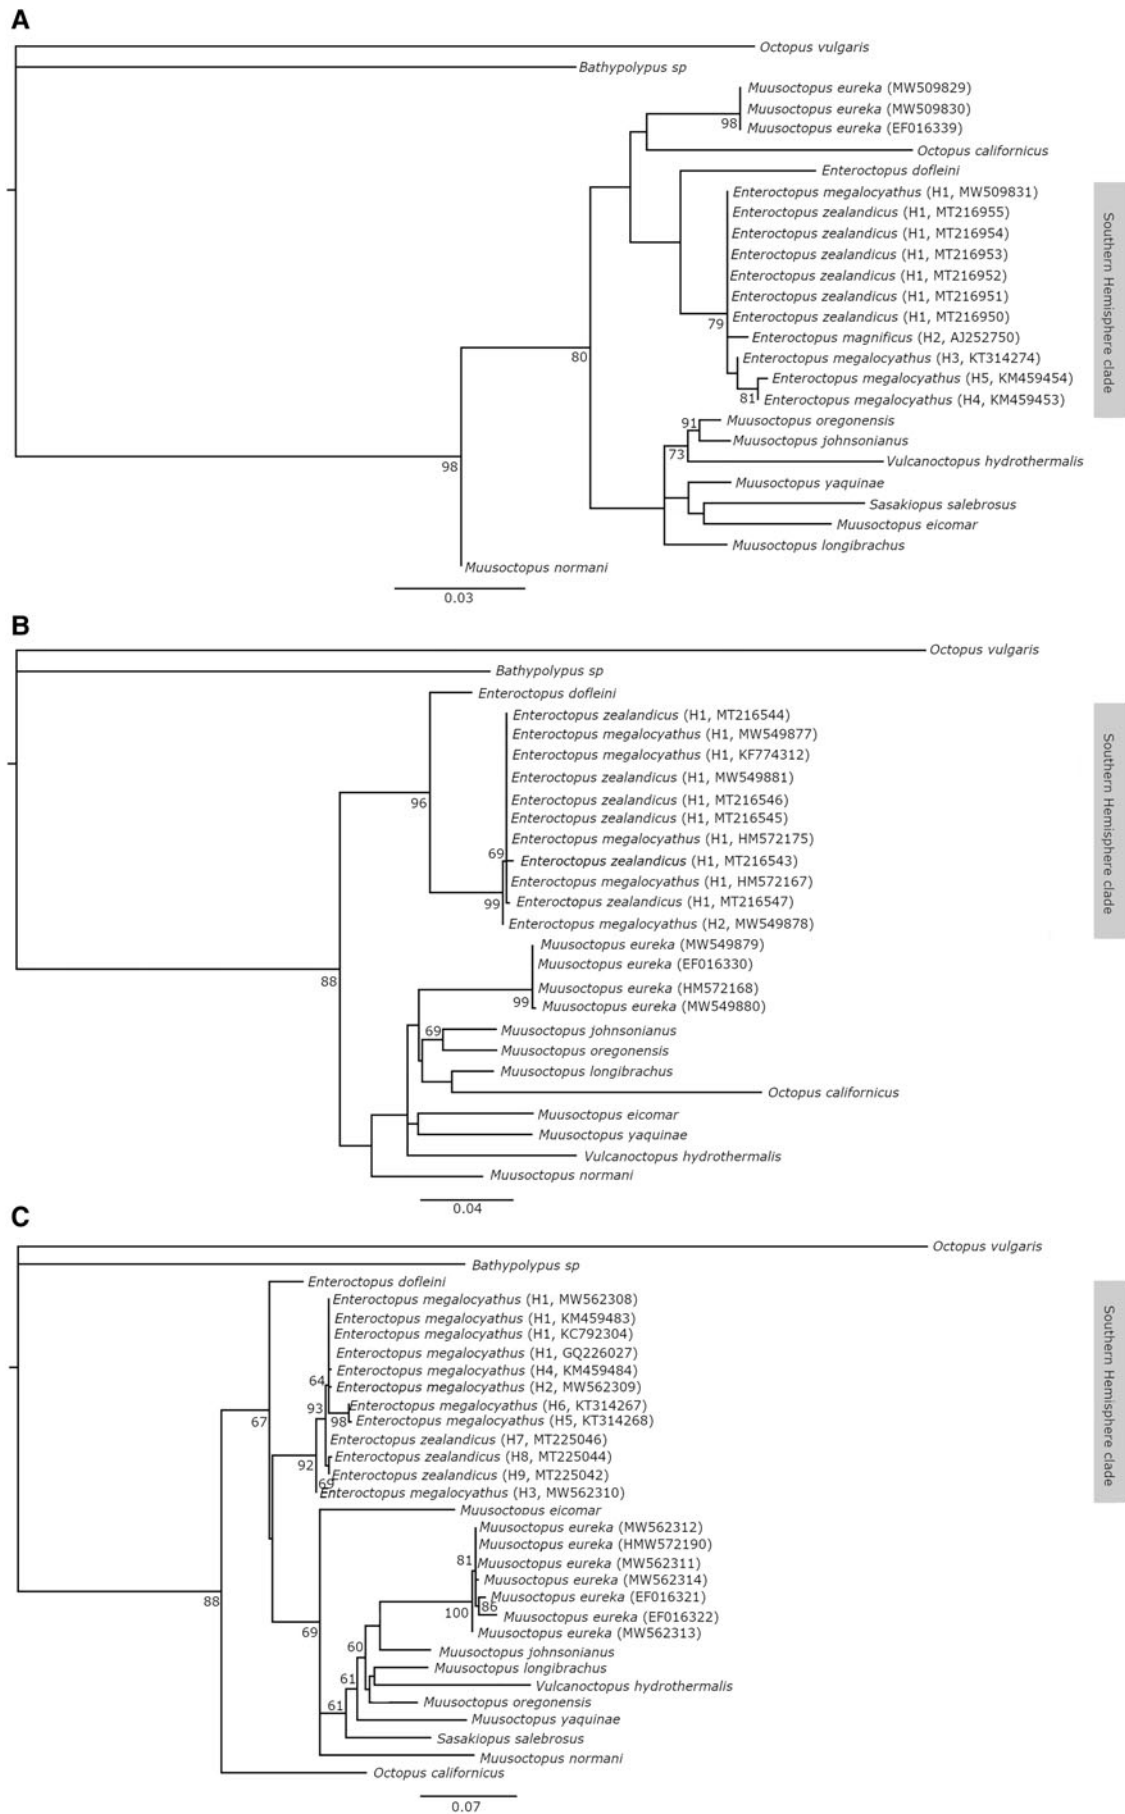 A
Octopus vulgaris
Bathypolypus sp
Muusoctopus eureka (MW509829)
Muusoctopus eureka (MW509830)
98
Muusoctopus eureka (EF016339)
Octopus californicus
Enteroctopus dofleini
Enteroctopus megalocyathus (H1, MW509831)
Enteroctopus zealandicus (H1, MT216955)
Enteroctopus zealandicus (H1, MT216954)
Enteroctopus zealandicus (H1, MT216953)
Enteroctopus zealandicus (H1, MT216952)
Enteroctopus zealandicus (H1, MT216951)
Enteroctopus zealandicus (H1, MT216950)
79
Enteroctopus magnificus (H2, AJ252750)
80
Enteroctopus megalocyathus (H3, KT314274)
Enteroctopus megalocyathus (H5, KM459454)
81
Enteroctopus megalocyathus (H4, KM459453)
Southern Hemisphere clade
91
Muusoctopus oregonensis
Muusoctopus johnsonianus
73
Vulcanoctopus hydrothermalis
98
Muusoctopus yaquinae
Sasakiopus salebrosus
Muusoctopus eicomar
Muusoctopus longibrachus
Muusoctopus normani
0.03
B
Octopus vulgaris
Bathypolypus sp
Enteroctopus dofleini
Enteroctopus zealandicus (H1, MT216544)
Enteroctopus megalocyathus (H1, MW549877)
Enteroctopus megalocyathus (H1, KF774312)
Enteroctopus zealandicus (H1, MW549881)
96
Enteroctopus zealandicus (H1, MT216546)
Enteroctopus zealandicus (H1, MT216545)
Enteroctopus megalocyathus (H1, HM572175)
69
Enteroctopus zealandicus (H1, MT216543)
Enteroctopus megalocyathus (H1, HM572167)
99
Enteroctopus zealandicus (H1, MT216547)
Enteroctopus megalocyathus (H2, MW549878)
Southern Hemisphere clade
Muusoctopus eureka (MW549879)
Muusoctopus eureka (EF016330)
88
Muusoctopus eureka (HM572168)
99
Muusoctopus eureka (MW549880)
69
Muusoctopus johnsonianus
Muusoctopus oregonensis
Muusoctopus longibrachus
Octopus californicus
Muusoctopus eicomar
Muusoctopus yaquinae
Vulcanoctopus hydrothermalis
Muusoctopus normani
0.04
C
Octopus vulgaris
Bathypolypus sp
Enteroctopus dofleini
Enteroctopus megalocyathus (H1, MW562308)
Enteroctopus megalocyathus (H1, KM459483)
Enteroctopus megalocyathus (H1, KC792304)
Enteroctopus megalocyathus (H1, GQ226027)
Enteroctopus megalocyathus (H4, KM459484)
64
Enteroctopus megalocyathus (H2, MW562309)
93
Enteroctopus megalocyathus (H6, KT314267)
67
98
Enteroctopus megalocyathus (H5, KT314268)
Enteroctopus zealandicus (H7, MT225046)
92
Enteroctopus zealandicus (H8, MT225044)
Enteroctopus zealandicus (H9, MT225042)
69
Enteroctopus megalocyathus (H3, MW562310)
Southern Hemisphere clade
Muusoctopus eicomar
Muusoctopus eureka (MW562312)
Muusoctopus eureka (HMW572190)
81
Muusoctopus eureka (MW562311)
Muusoctopus eureka (MW562314)
88
Muusoctopus eureka (EF016321)
86
100
Muusoctopus eureka (EF016322)
69
Muusoctopus eureka (MW562313)
60
Muusoctopus johnsonianus
Muusoctopus longibrachus
61
Vulcanoctopus hydrothermalis
61
Muusoctopus oregonensis
Muusoctopus yaquinae
Sasakiopus salebrosus
Muusoctopus normani
Octopus californicus
0.07